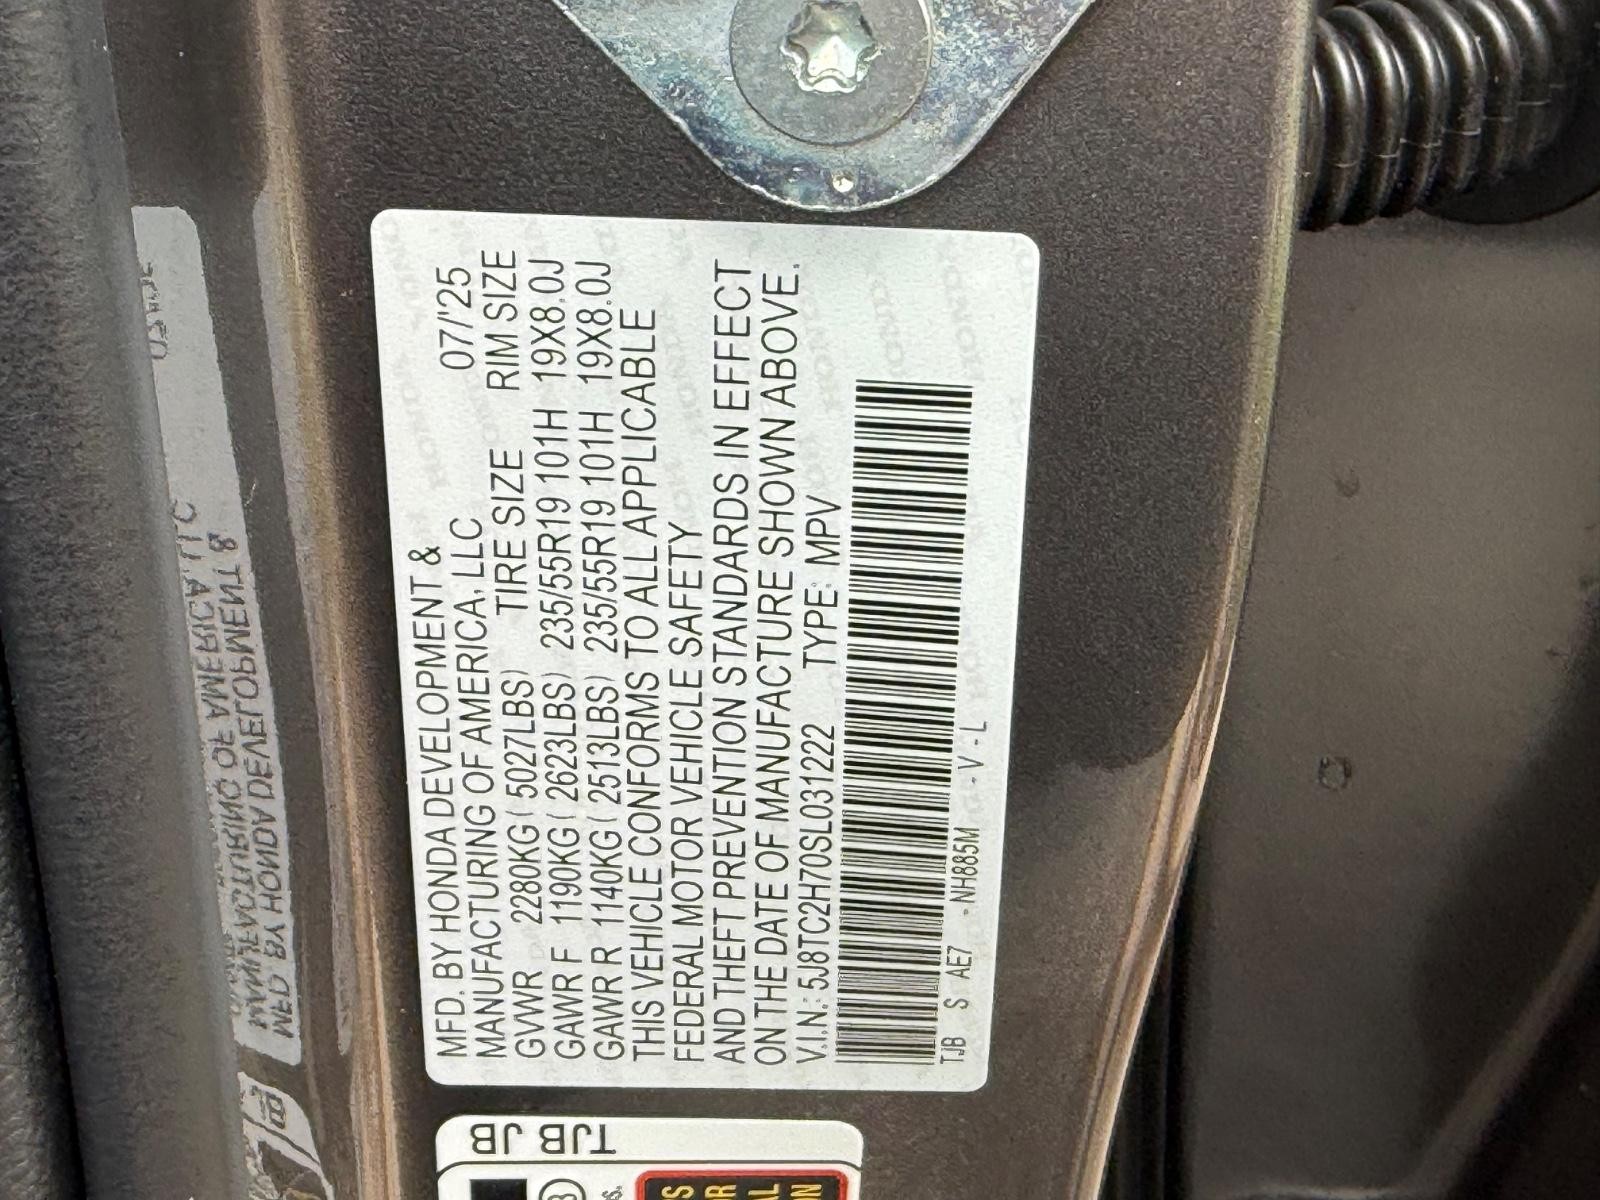 MFD. BY HONDA DEVELOPMENT &
MANUFACTURING OF AMERICA, LLC 07/'25
GVWR 2280KG ( 5027LBS) TIRE SIZE RIM SIZE
GAWR F 1190KG ( 2623LBS) 235/55R19 101H 19X8.0J
GAWR R 1140KG ( 2513LBS) 235/55R19 101H 19X8.0J
THIS VEHICLE CONFORMS TO ALL APPLICABLE
FEDERAL MOTOR VEHICLE SAFETY
AND THEFT PREVENTION STANDARDS IN EFFECT
ON THE DATE OF MANUFACTURE SHOWN ABOVE.
V.I.N.: 5J8TC2H70SL031222 TYPE: MPV
TJB S AE7 - NH885M - V - L
TJB JB